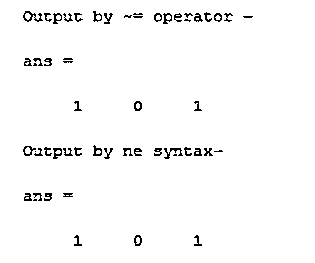 Output by ~= operator -
ans =
1 0 1
Output by ne syntax-
ans =
1 0 1